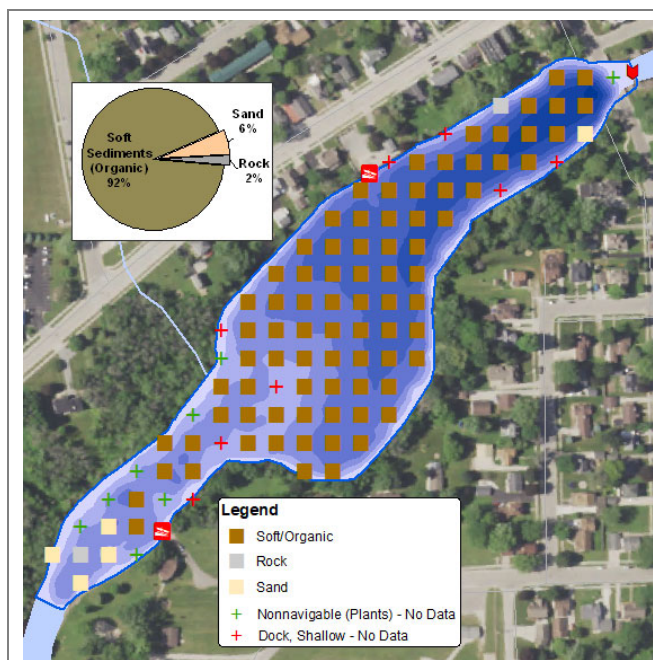 Soft
Sediments
(Organic)
92%
Sand
6%
Rock
2%
Legend
Soft/Organic
Rock
Sand
Nonnavigable (Plants) - No Data
Dock, Shallow - No Data